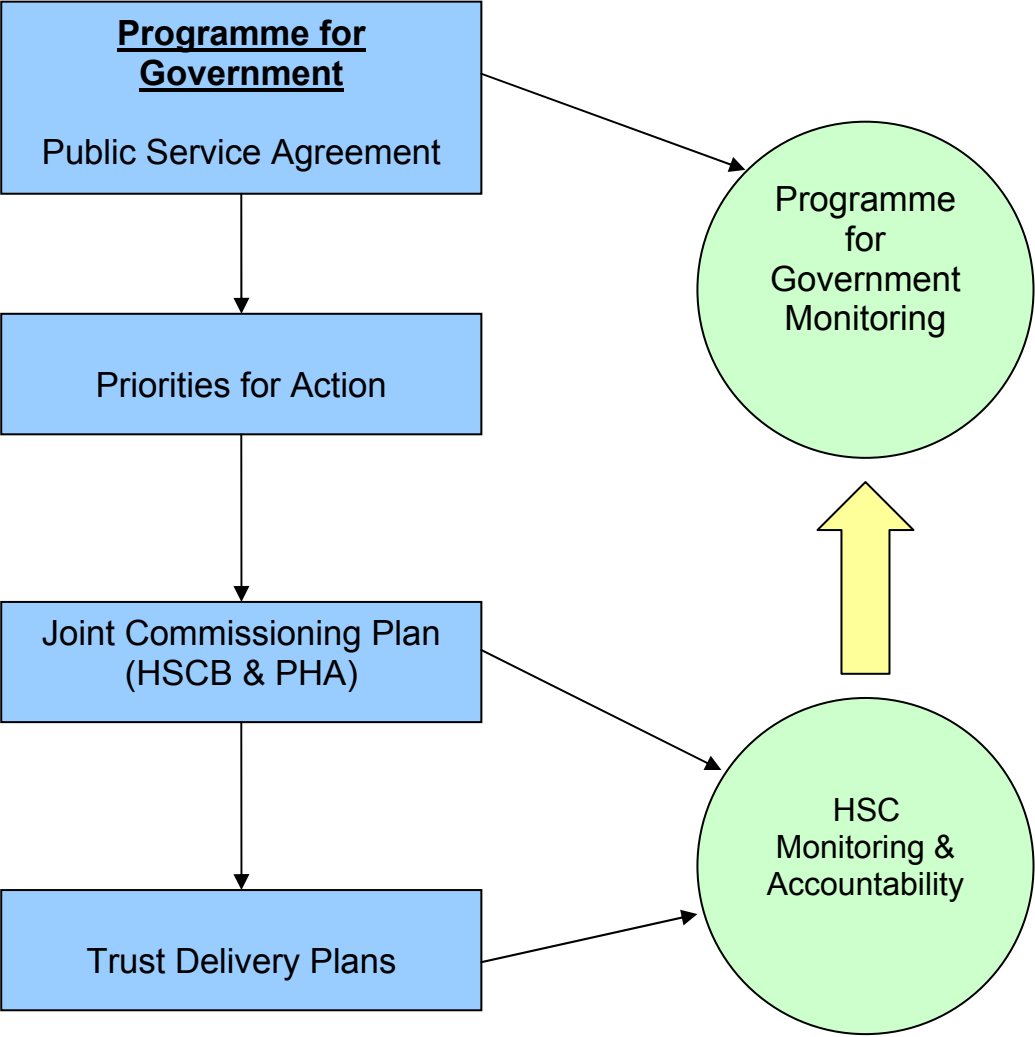 Programme for
Government
Public Service Agreement
Programme
for
Government
Monitoring
Priorities for Action
Joint Commissioning Plan
(HSCB & PHA)
HSC
Monitoring &
Accountability
Trust Delivery Plans